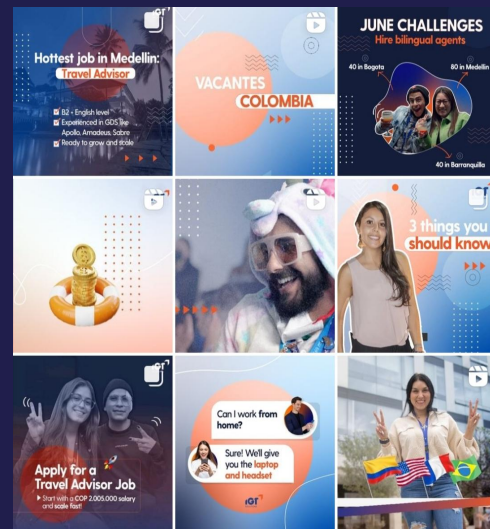 Hottest job in Medellin:
Travel Advisor
B2 - English level
Experienced in GDS like
Apollo, Amadeus, Sabre
Ready to grow and scale
VACANTES
COLOMBIA
JUNE CHALLENGES
Hire bilingual agents
40 in Bogota
80 in Medellin
40 in Barranquilla
3 things you
should know
Apply for a
Travel Advisor Job
Start with a COP 2.005.000 salary
and scale fast!
Can I work from
home?
Sure! We'll give
you the laptop
and headset
IGT